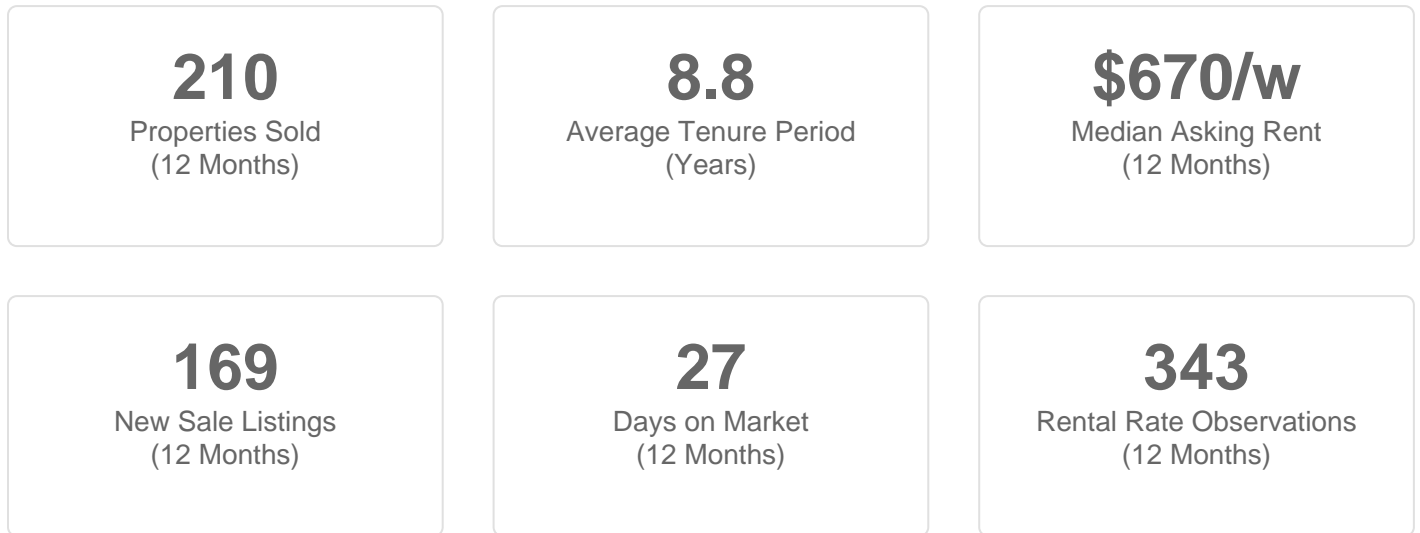 210
Properties Sold
(12 Months)
8.8
Average Tenure Period
(Years)
$670/w
Median Asking Rent
(12 Months)
169
New Sale Listings
(12 Months)
27
Days on Market
(12 Months)
343
Rental Rate Observations
(12 Months)